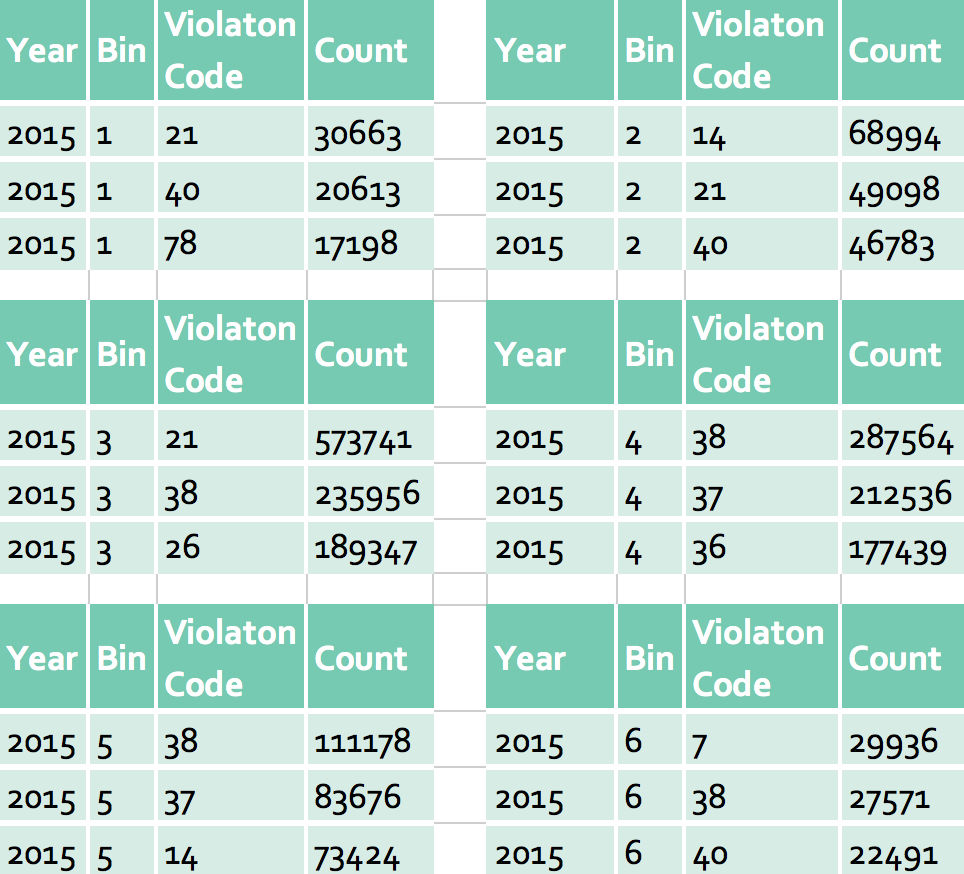 Year Bin Violaton Code Count Year Bin Violaton Code Count
2015 1 21 30663 2015 2 14 68994
2015 1 40 20613 2015 2 21 49098
2015 1 78 17198 2015 2 40 46783
Year Bin Violaton Code Count Year Bin Violaton Code Count
2015 3 21 573741 2015 4 38 287564
2015 3 38 235956 2015 4 37 212536
2015 3 26 189347 2015 4 36 177439
Year Bin Violaton Code Count Year Bin Violaton Code Count
2015 5 38 111178 2015 6 7 29936
2015 5 37 83676 2015 6 38 27571
2015 5 14 73424 2015 6 40 22491